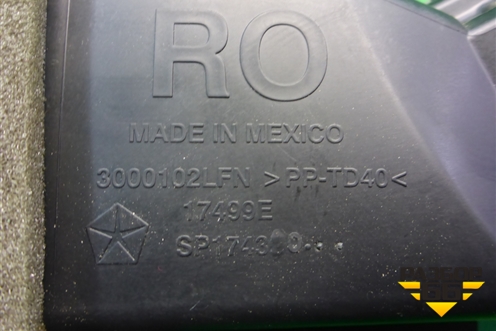 RO
MADE IN MEXICO
3000102LFN >PP-TD40<
17499E